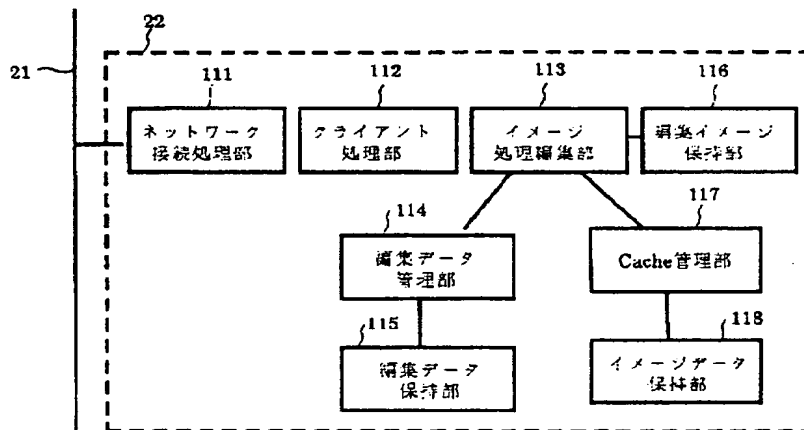 22
21
111
112
113
116
ネットワーク
接続処理部
クライアント
処理部
イメージ
処理編集部
編集イメージ
保持部
114
117
編集データ
管理部
Cache管理部
115
118
編集データ
保持部
イメージデータ
保持部